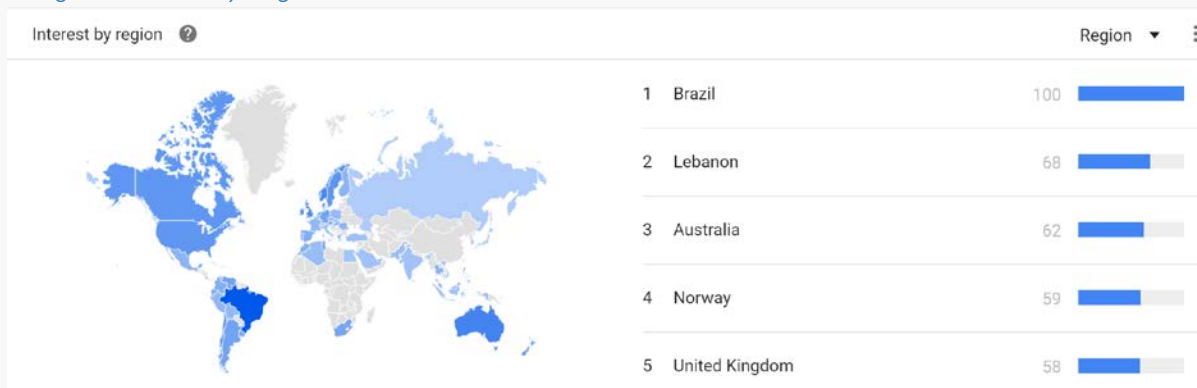 Interest by region ?
Region
1 Brazil 100
2 Lebanon 68
3 Australia 62
4 Norway 59
5 United Kingdom 58